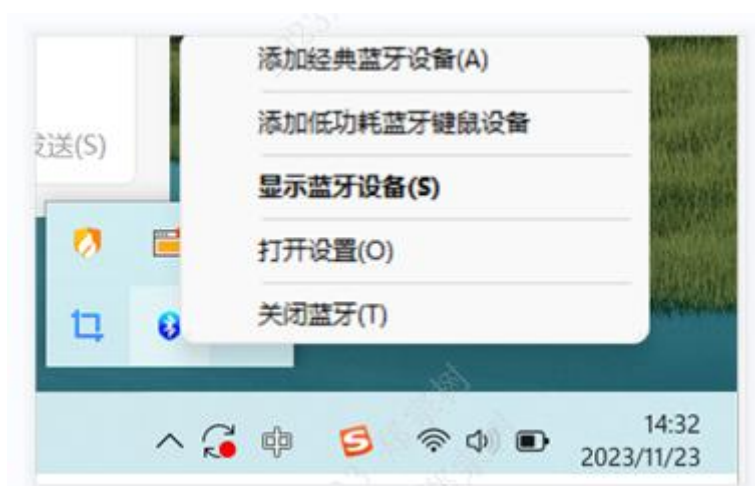 添加经典蓝牙设备(A)
添加低功耗蓝牙键鼠设备
发送(S)
显示蓝牙设备(S)
打开设置(O)
关闭蓝牙(T)
中
S
14:32
2023/11/23